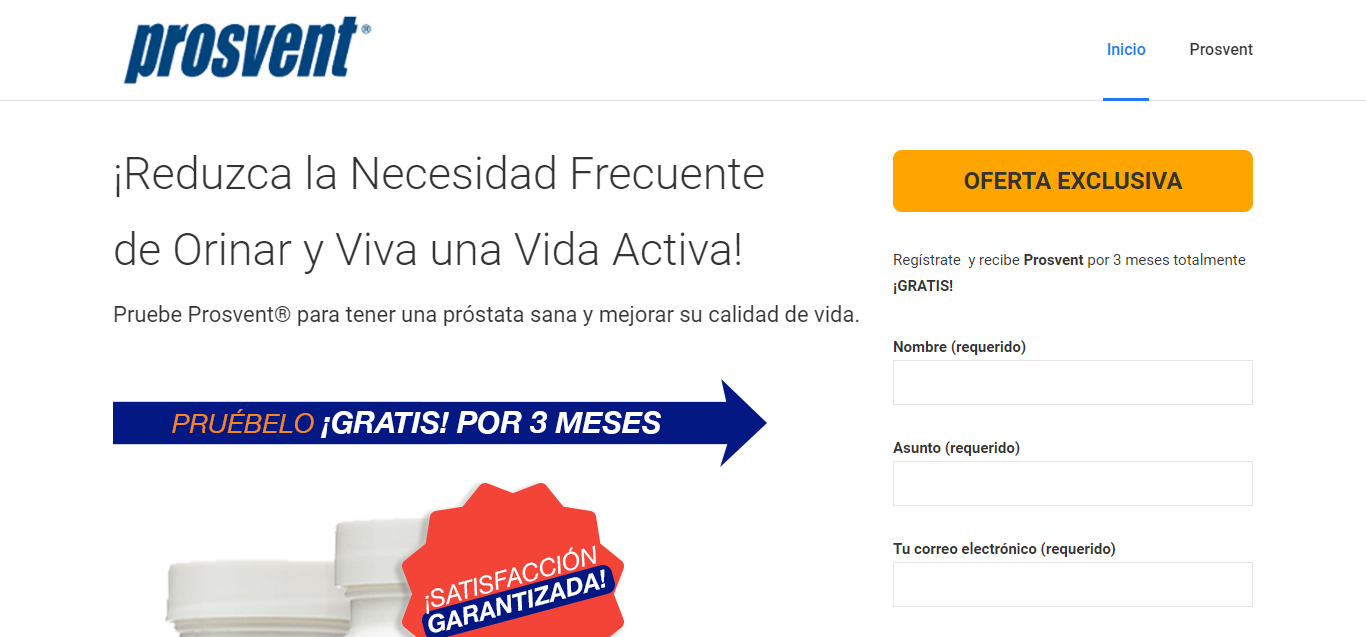 prosvent®
Inicio
Prosvent
¡Reduzca la Necesidad Frecuente
de Orinar y Viva una Vida Activa!
Pruebe Prosvent® para tener una próstata sana y mejorar su calidad de vida.
PRUÉBELO ¡GRATIS! POR 3 MESES
¡SATISFACCIÓN
GARANTIZADA!
OFERTA EXCLUSIVA
Regístrate y recibe Prosvent por 3 meses totalmente
¡GRATIS!
Nombre (requerido)
Asunto (requerido)
Tu correo electrónico (requerido)